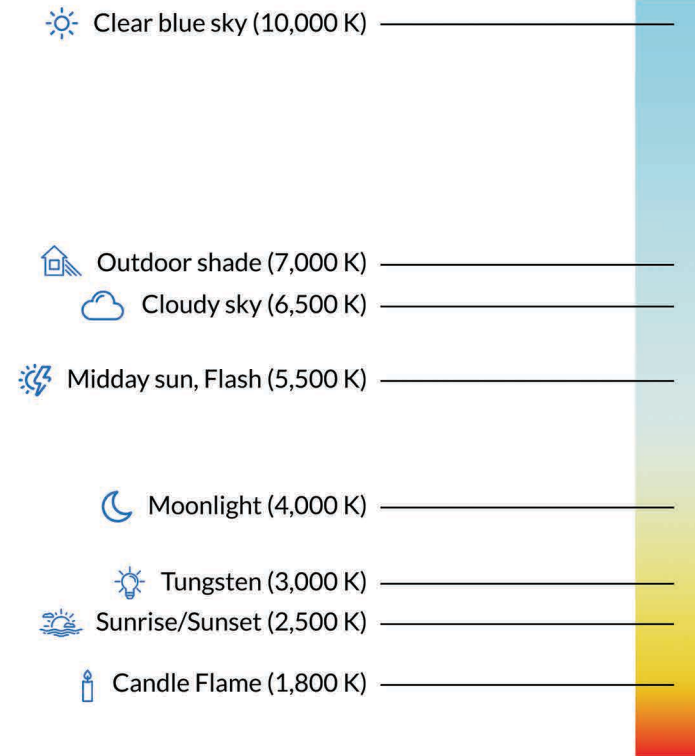 Clear blue sky (10,000 K)
Outdoor shade (7,000 K)
Cloudy sky (6,500 K)
Midday sun, Flash (5,500 K)
Moonlight (4,000 K)
Tungsten (3,000 K)
Sunrise/Sunset (2,500 K)
Candle Flame (1,800 K)